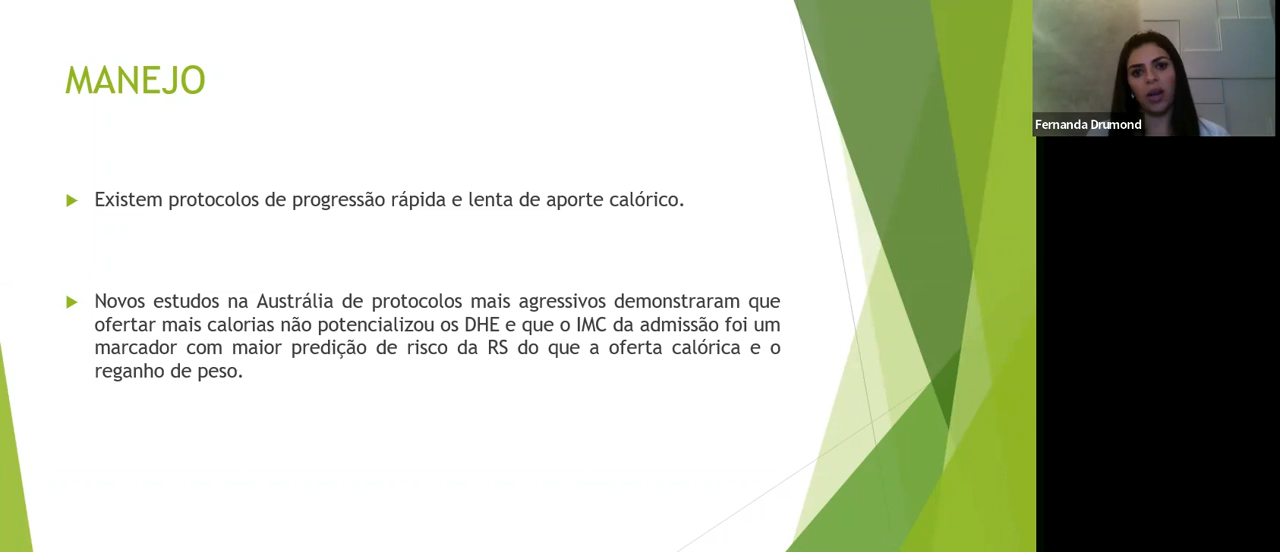 MANEJO
Existem protocolos de progressão rápida e lenta de aporte calórico.
Novos estudos na Austrália de protocolos mais agressivos demonstraram que
ofertar mais calorias não potencializou os DHE e que o IMC da admissão foi um
marcador com maior predição de risco da RS do que a oferta calórica e o
reganho de peso.
Fernanda Drumond